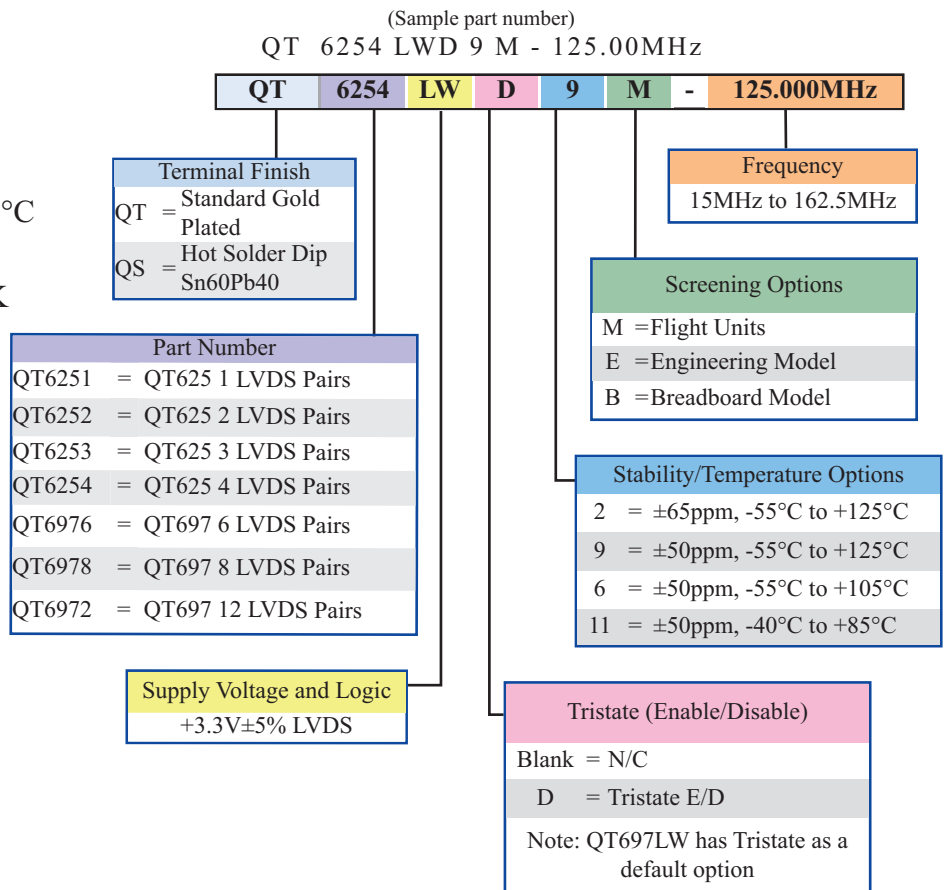 (Sample part number)
QT 6254 LWD 9 M - 125.00MHz
QT 6254 LW D 9 M - 125.000MHz
Terminal Finish
QT = Standard Gold
Plated
QS = Hot Solder Dip
Sn60Pb40
°C
Frequency
15MHz to 162.5MHz
Screening Options
M =Flight Units
E =Engineering Model
B =Breadboard Model
Part Number
QT6251 = QT625 1 LVDS Pairs
QT6252 = QT625 2 LVDS Pairs
QT6253 = QT625 3 LVDS Pairs
QT6254 = QT625 4 LVDS Pairs
QT6976 = QT697 6 LVDS Pairs
QT6978 = QT697 8 LVDS Pairs
QT6972 = QT697 12 LVDS Pairs
Stability/Temperature Options
2 = ±65ppm, -55°C to +125°C
9 = ±50ppm, -55°C to +125°C
6 = ±50ppm, -55°C to +105°C
11 = ±50ppm, -40°C to +85°C
Supply Voltage and Logic
+3.3V±5% LVDS
Tristate (Enable/Disable)
Blank = N/C
D = Tristate E/D
Note: QT697LW has Tristate as a
default option